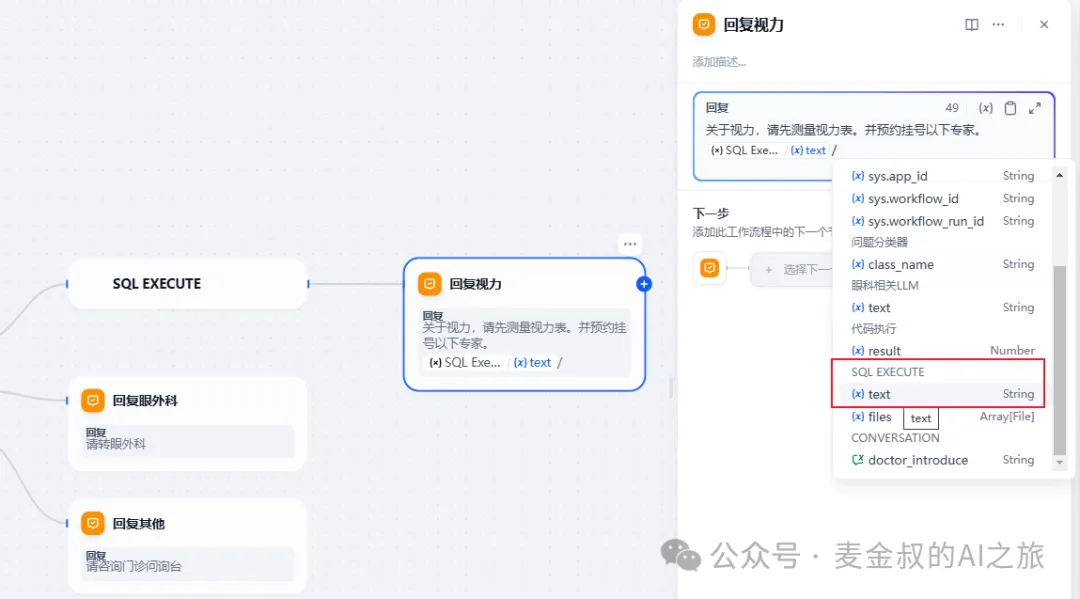 SQL EXECUTE
回复视力
回复
关于视力，请先测量视力表。并预约挂
号以下专家。
(×) SQL Exe... / (x) text /
回复眼外科
回复
请转眼外科
回复其他
回复
请咨询门诊问询台
回复视力
添加描述...
回复
49
关于视力，请先测量视力表。并预约挂号以下专家。
(×) SQL Exe... / (x) text /
下一步
添加此工作流程中的下一个
+ 选择下一
(x) sys.app_id String
(x) sys.workflow_id String
(x) sys.workflow_run_id String
问题分类器
(x) class_name String
眼科相关LLM
(x) text String
代码执行
(x) result Number
SQL EXECUTE
(x) text String
(x) files Array[File]
text
CONVERSATION
doctor_introduce String
公众号 · 麦金叔的AI之旅